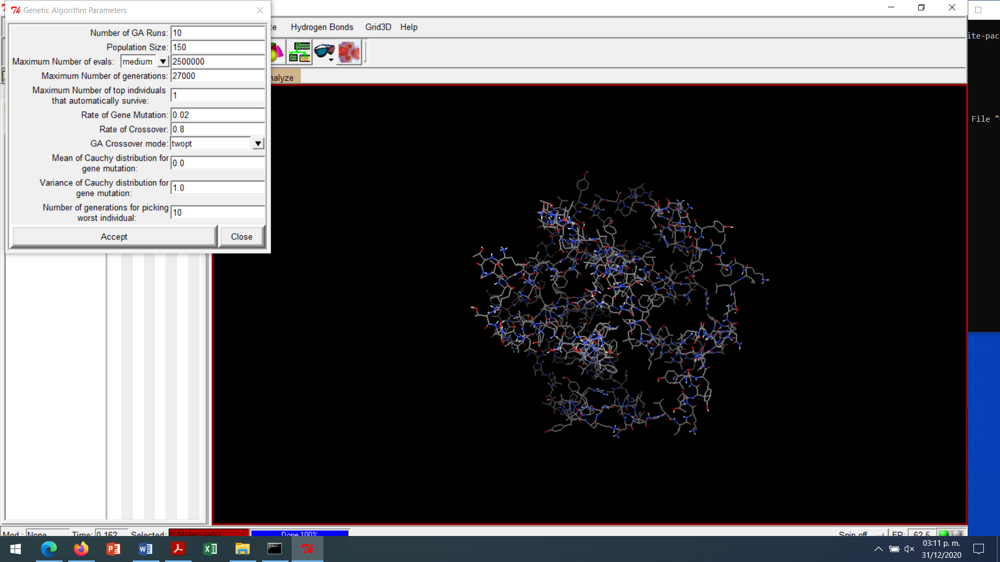 Genetic Algorithm Parameters
Number of GA Runs: 10
Population Size: 150
Maximum Number of evals: medium 2500000
Maximum Number of generations: 27000
Maximum Number of top individuals
that automatically survive: 1
Rate of Gene Mutation: 0.02
Rate of Crossover: 0.8
GA Crossover mode: twopt
Mean of Cauchy distribution for
gene mutation: 0.0
Variance of Cauchy distribution for
gene mutation: 1.0
Number of generations for picking
worst individual: 10
Accept Close
te Hydrogen Bonds Grid3D Help
nalyze
ite-pac
File "
Mod.: None Time: 0.162 Selected: 0 Molecule(s) Done 100% Spin off FR: 62.5
03:11 p. m.
31/12/2020